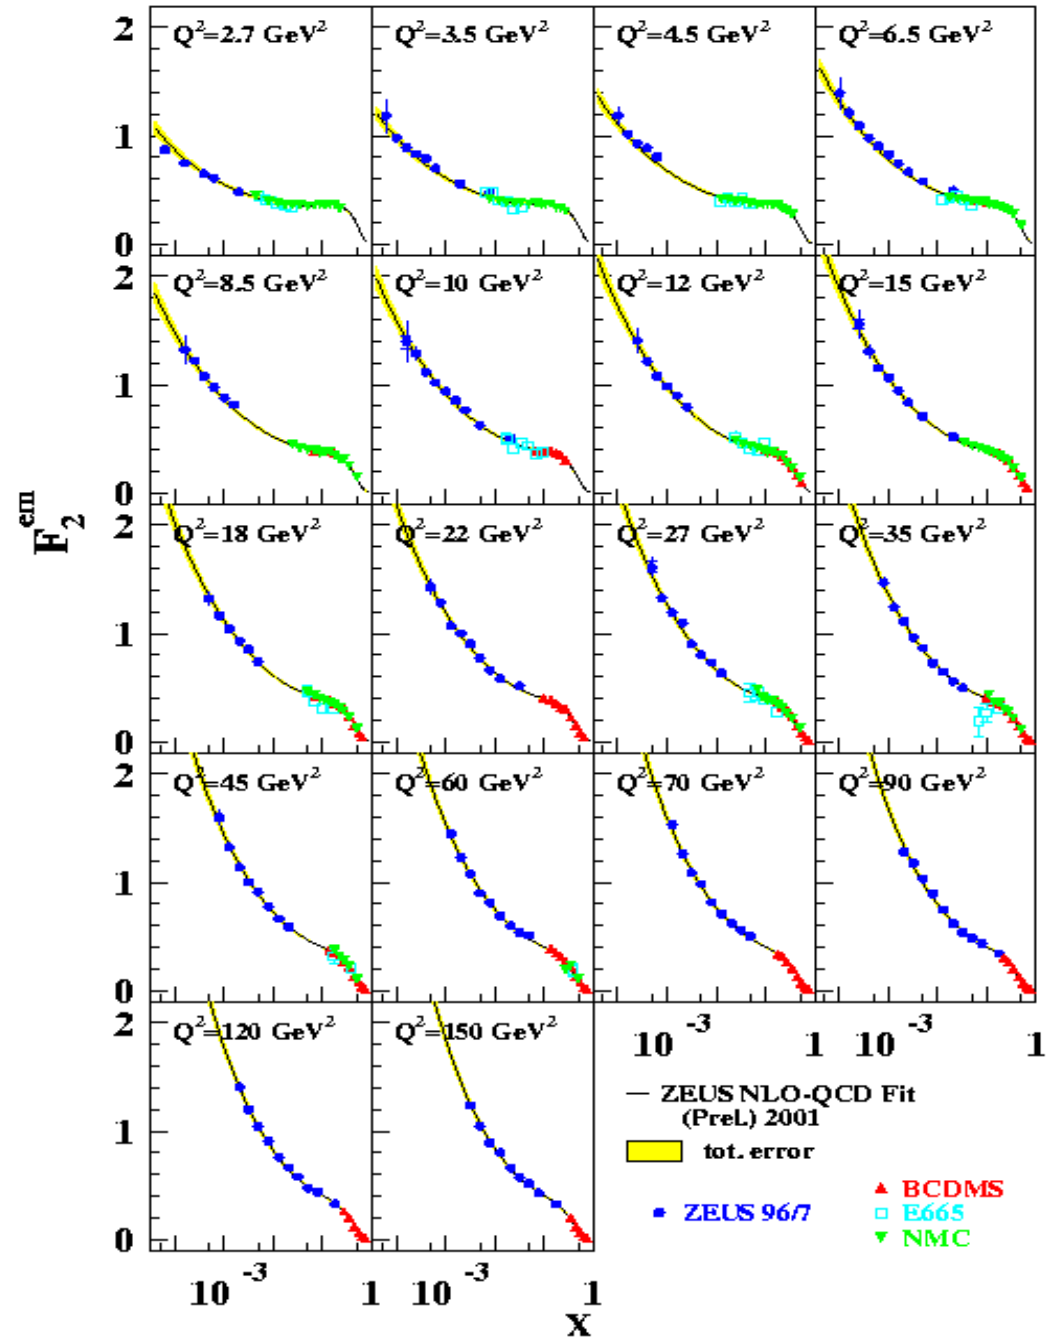 2 Q²=2.7 GeV² Q²=3.5 GeV² Q²=4.5 GeV² Q²=6.5 GeV²
1
0
2 Q²=8.5 GeV² Q²=10 GeV² Q²=12 GeV² Q²=15 GeV²
1
0
F₂ᵉᵐ
2 Q²=18 GeV² Q²=22 GeV² Q²=27 GeV² Q²=35 GeV²
1
0
2 Q²=45 GeV² Q²=60 GeV² Q²=70 GeV² Q²=90 GeV²
1
0
2 Q²=120 GeV² Q²=150 GeV²
1
0
10⁻³ 1 10⁻³ 1
ZEUS NLO-QCD Fit
(Prel.) 2001
tot. error
ZEUS 96/7
BCDMS
E665
NMC
10⁻³ 1 10⁻³ 1
x